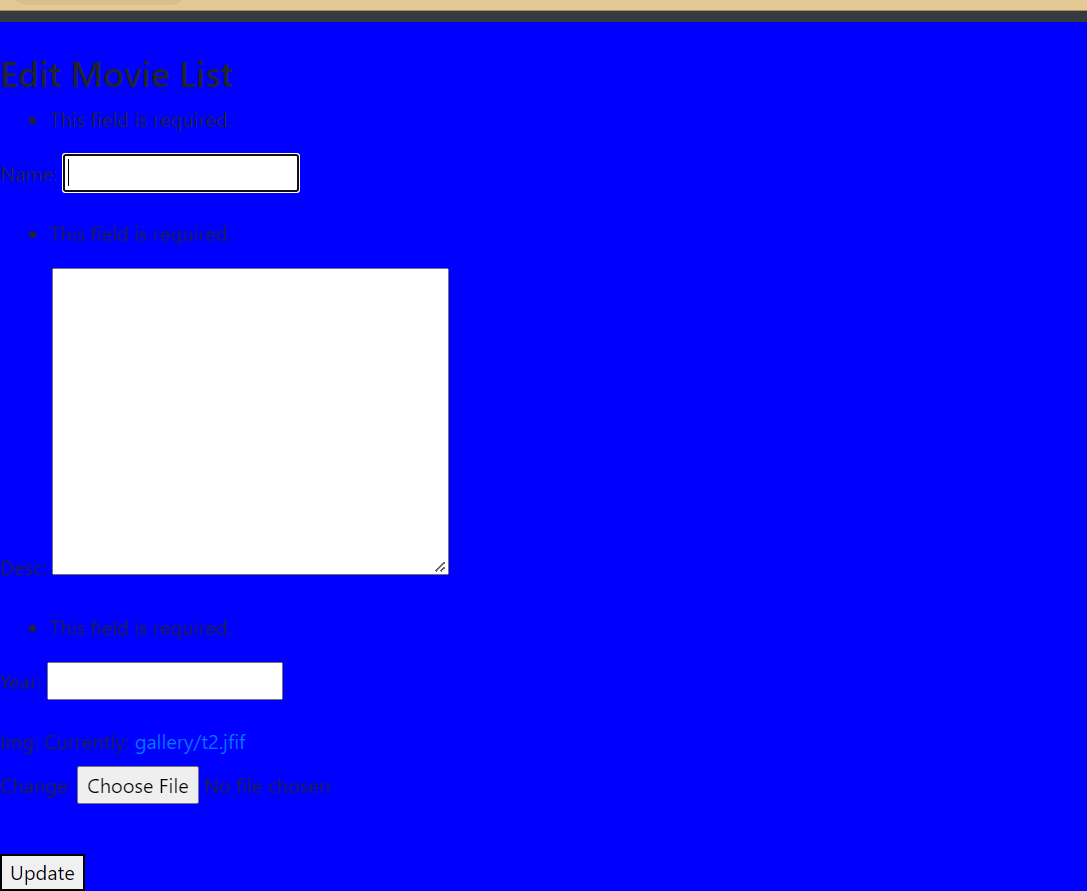 Edit Movie List
This field is required.
Name:
This field is required.
Desc:
This field is required.
Year:
Img: Currently: gallery/t2.jfif
Change: Choose File No file chosen
Update